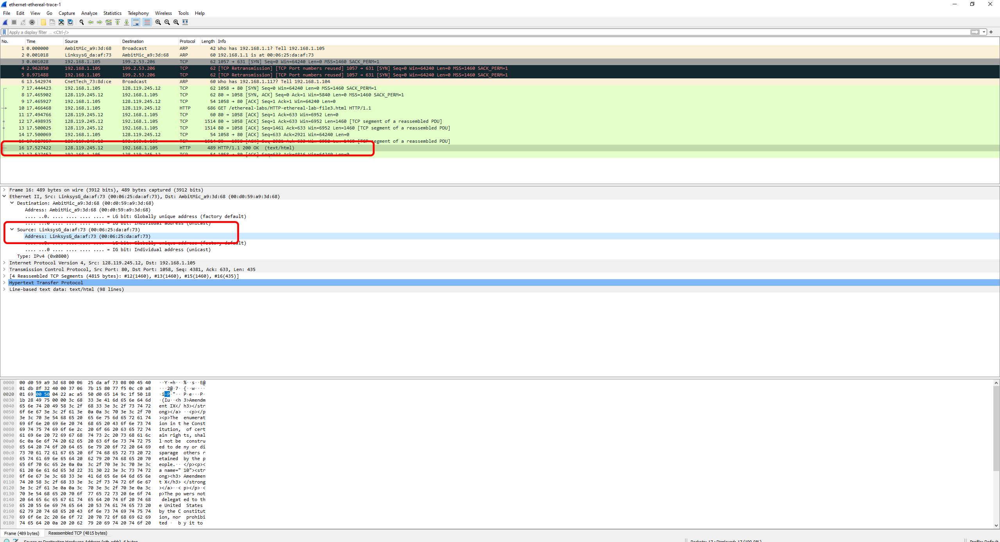 ethernet-ethereal-trace-1
File Edit View Go Capture Analyze Statistics Telephony Wireless Tools Help
Apply a display filter ... <Ctrl-/>
No. Time Source Destination Protocol Length Info
1 0.000000 AmbitMic_a9:3d:68 Broadcast ARP 42 Who has 192.168.1.1? Tell 192.168.1.105
2 0.001018 LinksysG_da:af:73 AmbitMic_a9:3d:68 ARP 60 192.168.1.1 is at 00:06:25:da:af:73
3 0.001028 192.168.1.105 199.2.53.206 TCP 62 1057 → 631 [SYN] Seq=0 Win=64240 Len=0 MSS=1460 SACK_PERM=1
4 2.962850 192.168.1.105 199.2.53.206 TCP 62 [TCP Retransmission] [TCP Port numbers reused] 1057 → 631 [SYN] Seq=0 Win=64240 Len=0 MSS=1460 SACK_PERM=1
5 8.971488 192.168.1.105 199.2.53.206 TCP 62 [TCP Retransmission] [TCP Port numbers reused] 1057 → 631 [SYN] Seq=0 Win=64240 Len=0 MSS=1460 SACK_PERM=1
6 13.542974 CnetTech_73:8d:ce Broadcast ARP 60 Who has 192.168.1.117? Tell 192.168.1.104
7 17.444423 192.168.1.105 128.119.245.12 TCP 62 1058 → 80 [SYN] Seq=0 Win=64240 Len=0 MSS=1460 SACK_PERM=1
8 17.465902 128.119.245.12 192.168.1.105 TCP 62 80 → 1058 [SYN, ACK] Seq=0 Ack=1 Win=5840 Len=0 MSS=1460 SACK_PERM=1
9 17.465927 192.168.1.105 128.119.245.12 TCP 54 1058 → 80 [ACK] Seq=1 Ack=1 Win=64240 Len=0
10 17.466468 192.168.1.105 128.119.245.12 HTTP 686 GET /ethereal-labs/HTTP-ethereal-lab-file3.html HTTP/1.1
11 17.494766 128.119.245.12 192.168.1.105 TCP 60 80 → 1058 [ACK] Seq=1 Ack=633 Win=6952 Len=0
12 17.498935 128.119.245.12 192.168.1.105 TCP 1514 80 → 1058 [ACK] Seq=1 Ack=633 Win=6952 Len=1460 [TCP segment of a reassembled PDU]
13 17.500025 128.119.245.12 192.168.1.105 TCP 1514 80 → 1058 [ACK] Seq=1461 Ack=633 Win=6952 Len=1460 [TCP segment of a reassembled PDU]
14 17.500069 192.168.1.105 128.119.245.12 TCP 54 1058 → 80 [ACK] Seq=633 Ack=2921 Win=64240 Len=0
15 17.527057 128.119.245.12 192.168.1.105 TCP 1514 80 → 1058 [ACK] Seq=2921 Ack=633 Win=6952 Len=1460 [TCP segment of a reassembled PDU]
16 17.527422 128.119.245.12 192.168.1.105 HTTP 489 HTTP/1.1 200 OK (text/html)
17 17.527457 192.168.1.105 128.119.245.12 TCP 54 1058 → 80 [ACK] Seq=633 Ack=4816 Win=64240 Len=0
Frame 16: 489 bytes on wire (3912 bits), 489 bytes captured (3912 bits)
Ethernet II, Src: LinksysG_da:af:73 (00:06:25:da:af:73), Dst: AmbitMic_a9:3d:68 (00:d0:59:a9:3d:68)
Destination: AmbitMic_a9:3d:68 (00:d0:59:a9:3d:68)
Address: AmbitMic_a9:3d:68 (00:d0:59:a9:3d:68)
.... ..0. .... .... .... .... = LG bit: Globally unique address (factory default)
.... ...0 .... .... .... .... = IG bit: Individual address (unicast)
Source: LinksysG_da:af:73 (00:06:25:da:af:73)
Address: LinksysG_da:af:73 (00:06:25:da:af:73)
.... ..0. .... .... .... .... = LG bit: Globally unique address (factory default)
.... ...0 .... .... .... .... = IG bit: Individual address (unicast)
Type: IPv4 (0x0800)
Internet Protocol Version 4, Src: 128.119.245.12, Dst: 192.168.1.105
Transmission Control Protocol, Src Port: 80, Dst Port: 1058, Seq: 4381, Ack: 633, Len: 435
[4 Reassembled TCP Segments (4815 bytes): #12(1460), #13(1460), #15(1460), #16(435)]
Hypertext Transfer Protocol
Line-based text data: text/html (98 lines)
0000 00 d0 59 a9 3d 68 00 06 25 da af 73 08 00 45 40 ··Y·=h·· %··s··E@
0010 01 db 8f 32 40 00 37 06 7b 15 80 77 f5 0c c0 a8 ···2@·7· {··w····
0020 01 69 00 50 04 22 ac a5 50 d0 65 14 9c 1f 50 18 ·i·P·"·· P·e···P·
0030 1b 28 49 75 00 00 3c 68 33 3e 41 6d 65 6e 64 6d ·(Iu··<h 3>Amendm
0040 65 6e 74 20 49 58 3c 2f 68 33 3e 3c 2f 73 74 72 ent IX</ h3></str
0050 6f 6e 67 3e 3c 2f 61 3e 0a 0a 3c 70 3e 3c 2f 70 ong></a> ··<p></p
0060 3e 3c 70 3e 54 68 65 20 65 6e 75 6d 65 72 61 74 ><p>The enumerat
0070 69 6f 6e 20 69 6e 20 74 68 65 20 43 6f 6e 73 74 ion in t he Const
0080 69 74 75 74 69 6f 6e 2c 20 6f 66 20 63 65 72 74 itution, of cert
0090 61 69 6e 20 72 69 67 68 74 73 2c 20 73 68 61 6c ain righ ts, shal
00a0 6c 0a 6e 6f 74 20 62 65 20 63 6f 6e 73 74 72 75 l·not be constru
00b0 65 64 20 74 6f 20 64 65 6e 79 20 6f 72 20 64 69 ed to de ny or di
00c0 73 70 61 72 61 67 65 20 6f 74 68 65 72 73 20 72 sparage others r
00d0 65 74 61 69 6e 65 64 20 62 79 20 74 68 65 20 70 etained by the p
00e0 65 6f 70 6c 65 2e 0a 0a 3c 2f 70 3e 3c 70 3e 3c eople.·· </p><p><
00f0 61 20 6e 61 6d 65 3d 22 31 30 22 3e 3c 73 74 72 a name=" 10"><str
0100 6f 6e 67 3e 3c 68 33 3e 41 6d 65 6e 64 6d 65 6e ong><h3> Amendmen
0110 74 20 58 3c 2f 68 33 3e 3c 2f 73 74 72 6f 6e 67 t X</h3> </strong
0120 3e 3c 2f 61 3e 0a 0a 3c 70 3e 3c 2f 70 3e 0a 3c ></a>··< p></p>·<
0130 70 3e 54 68 65 20 70 6f 77 65 72 73 20 6e 6f 74 p>The po wers not
0140 20 64 65 6c 65 67 61 74 65 64 20 74 6f 20 74 68 delegat ed to th
0150 65 20 55 6e 69 74 65 64 20 53 74 61 74 65 73 20 e United States
0160 62 79 20 74 68 65 20 43 6f 6e 73 74 69 74 75 74 by the C onstitut
0170 69 6f 6e 2c 20 6e 6f 72 20 70 72 6f 68 69 62 69 ion, nor prohibi
0180 74 65 64 20 0a 20 20 62 79 20 69 74 20 74 6f 20 ted · b y it to
Frame (489 bytes) Reassembled TCP (4815 bytes)
Source or Destination Hardware Address (eth.addr), 6 bytes Packets: 17 · Displayed: 17 (100.0%) Profile: Default